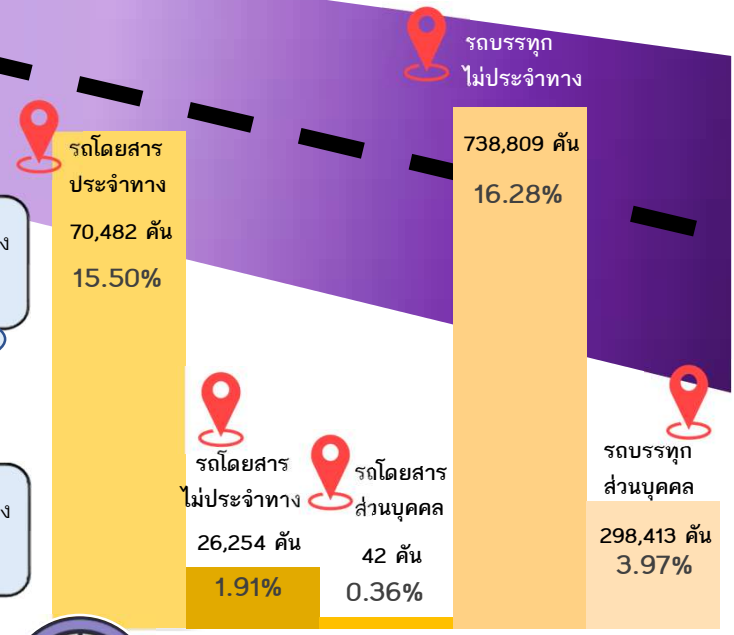 รถบรรทุก
ไม่ประจำทาง
738,809 คัน
16.28%
รถโดยสาร
ประจำทาง
70,482 คัน
15.50%
รถโดยสาร
ไม่ประจำทาง
26,254 คัน
1.91%
รถโดยสาร
ส่วนบุคคล
42 คัน
0.36%
รถบรรทุก
ส่วนบุคคล
298,413 คัน
3.97%